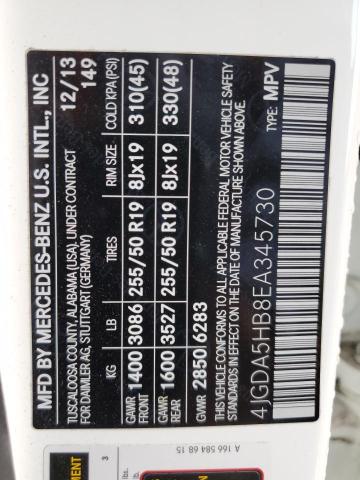 MFD BY MERCEDES-BENZ U.S. INTL., INC
TUSCALOOSA COUNTY, ALABAMA (USA), UNDER CONTRACT 12/13
FOR DAIMLER AG, STUTTGART (GERMANY) 149
KG LB TIRES RIM SIZE COLD KPA(PSI)
GAWR FRONT 1400 3086 255/50 R19 8Jx19 310(45)
GAWR REAR 1600 3527 255/50 R19 8Jx19 330(48)
GVWR 2850 6283
CONFORMS TO ALL APPLICABLE FEDERAL MOTOR VEHICLE SAFETY
STANDARDS IN EFFECT ON THE DATE OF MANUFACTURE SHOWN ABOVE.
4JGDA5HB8EA345730 TYPE: MPV
A 166 584 68 15
3
lbs.